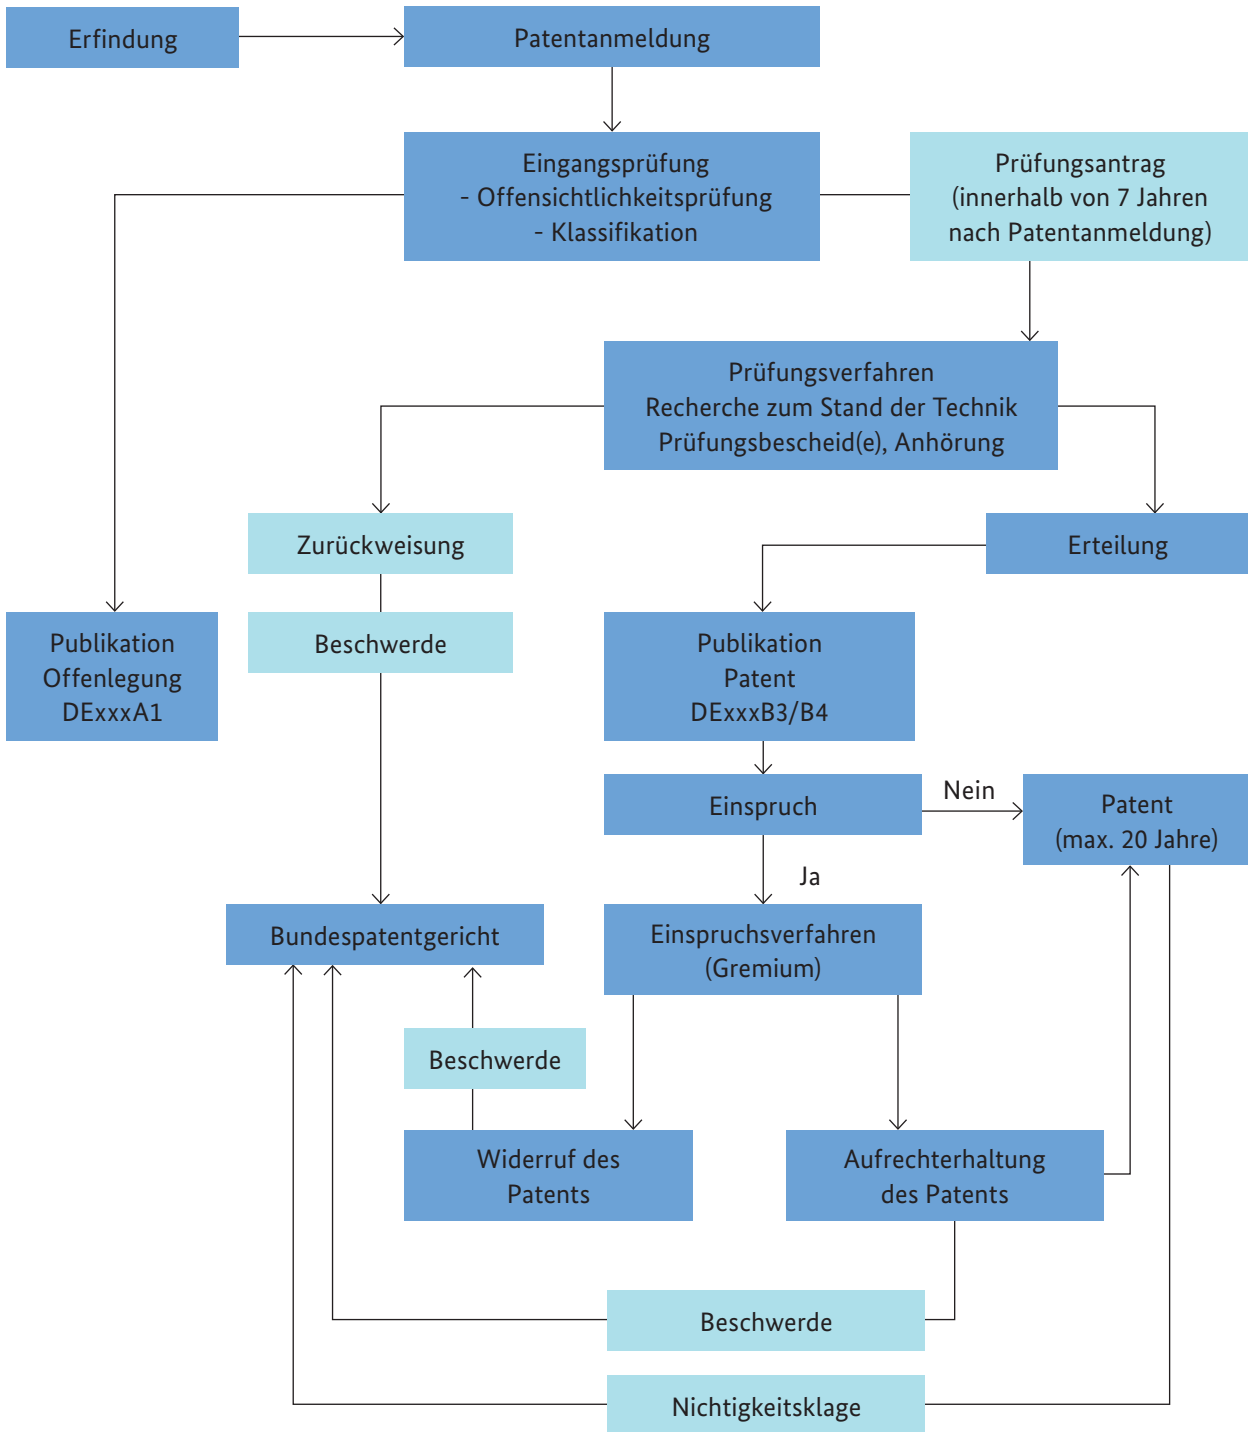 Erfindung
Patentanmeldung
Eingangsprüfung
- Offensichtlichkeitsprüfung
- Klassifikation
Prüfungsantrag
(innerhalb von 7 Jahren
nach Patentanmeldung)
Prüfungsverfahren
Recherche zum Stand der Technik
Prüfungsbescheid(e), Anhörung
Zurückweisung
Erteilung
Beschwerde
Publikation
Offenlegung
DExxxA1
Publikation
Patent
DExxxB3/B4
Einspruch
Nein
Patent
(max. 20 Jahre)
Ja
Bundespatentgericht
Einspruchsverfahren
(Gremium)
Beschwerde
Widerruf des
Patents
Aufrechterhaltung
des Patents
Beschwerde
Nichtigkeitsklage